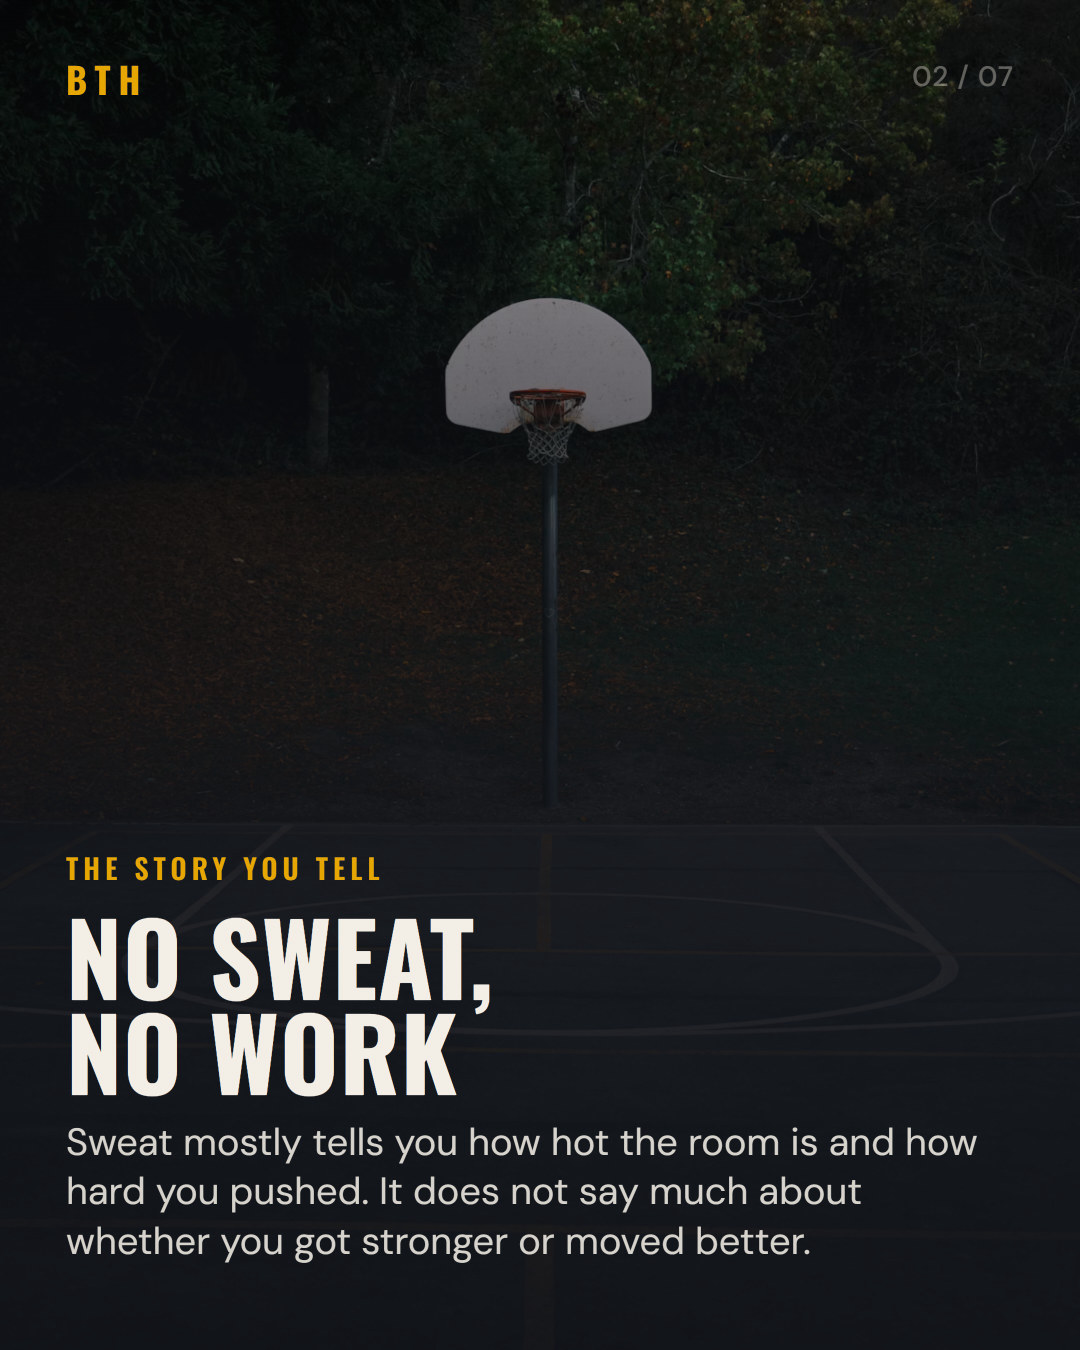 BTH
02 / 07
THE STORY YOU TELL
NO SWEAT,
NO WORK
Sweat mostly tells you how hot the room is and how
hard you pushed. It does not say much about
whether you got stronger or moved better.